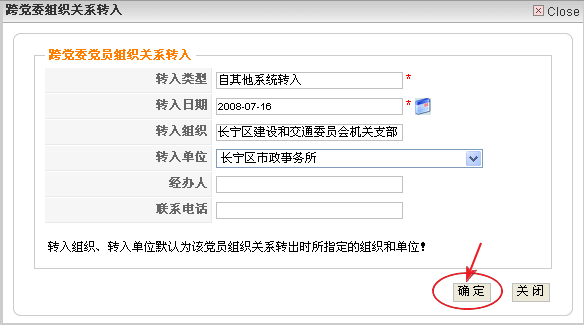 跨党委组织关系转入
Close
跨党委党员组织关系转入
转入类型 自其他系统转入 *
转入日期 2008-07-16 *
转入组织 长宁区建设和交通委员会机关支部
转入单位 长宁区市政亊务所
经办人
联系电话
转入组织、转入单位默认为该党员组织关系转出时所指定的组织和单位!
确 定 关 闭